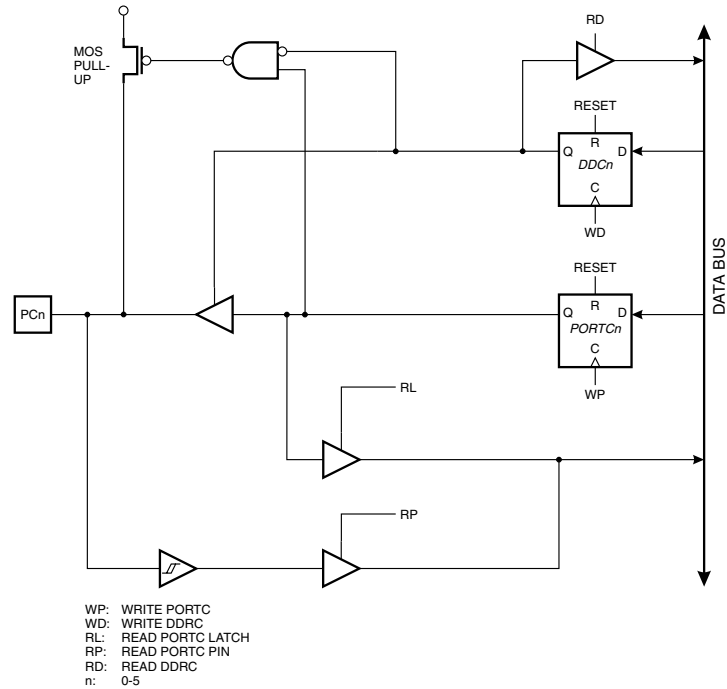 RD
MOS
PULL-
UP
RESET
R
Q
D
DDCn
C
WD
DATA BUS
RESET
R
Q
D
PCn
PORTCn
C
WP
RL
RP
WP: WRITE PORTC
WD: WRITE DDRC
RL: READ PORTC LATCH
RP: READ PORTC PIN
RD: READ DDRC
n: 0-5